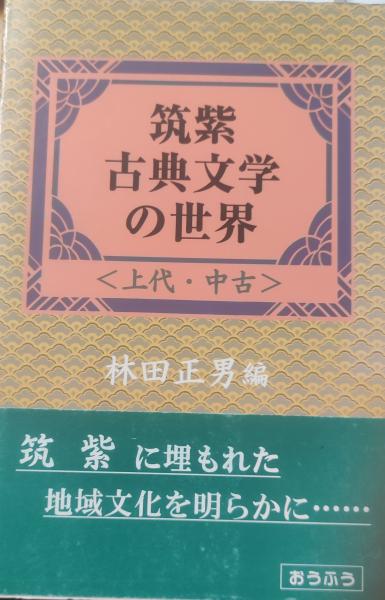 筑紫
古典文学
の世界
＜上代・中古＞
林田正男編
筑紫に埋もれた
地域文化を明らかに……
おうふう